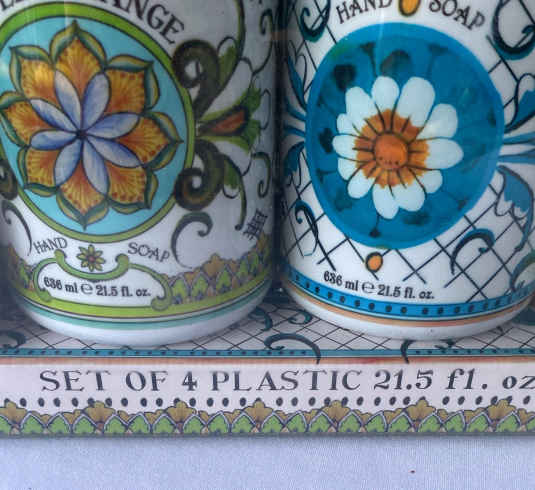 ANGE
HAND SOAP
636 ml ℮ 21.5 fl. oz.
HAND SOAP
636 ml ℮ 21.5 fl. oz.
SET OF 4 PLASTIC 21.5 fl. oz